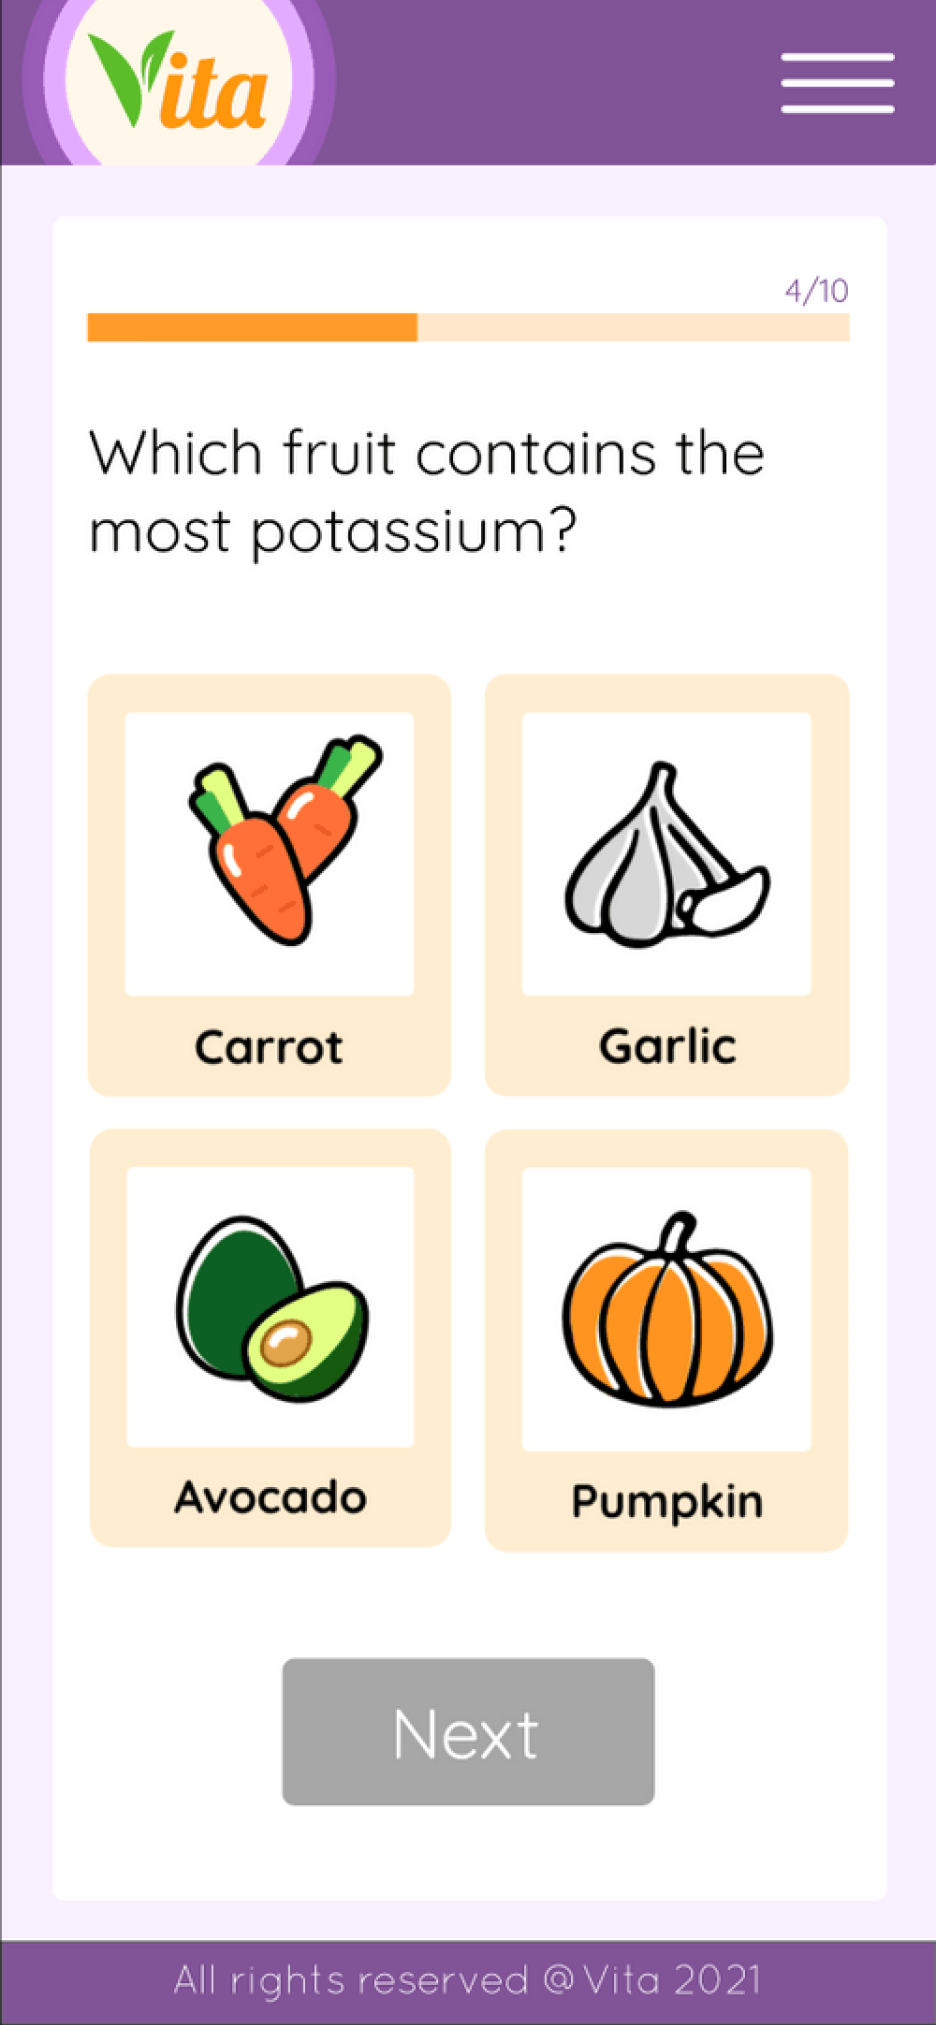 Vita
4/10
Which fruit contains the
most potassium?
Carrot
Garlic
Avocado
Pumpkin
Next
All rights reserved @ Vita 2021